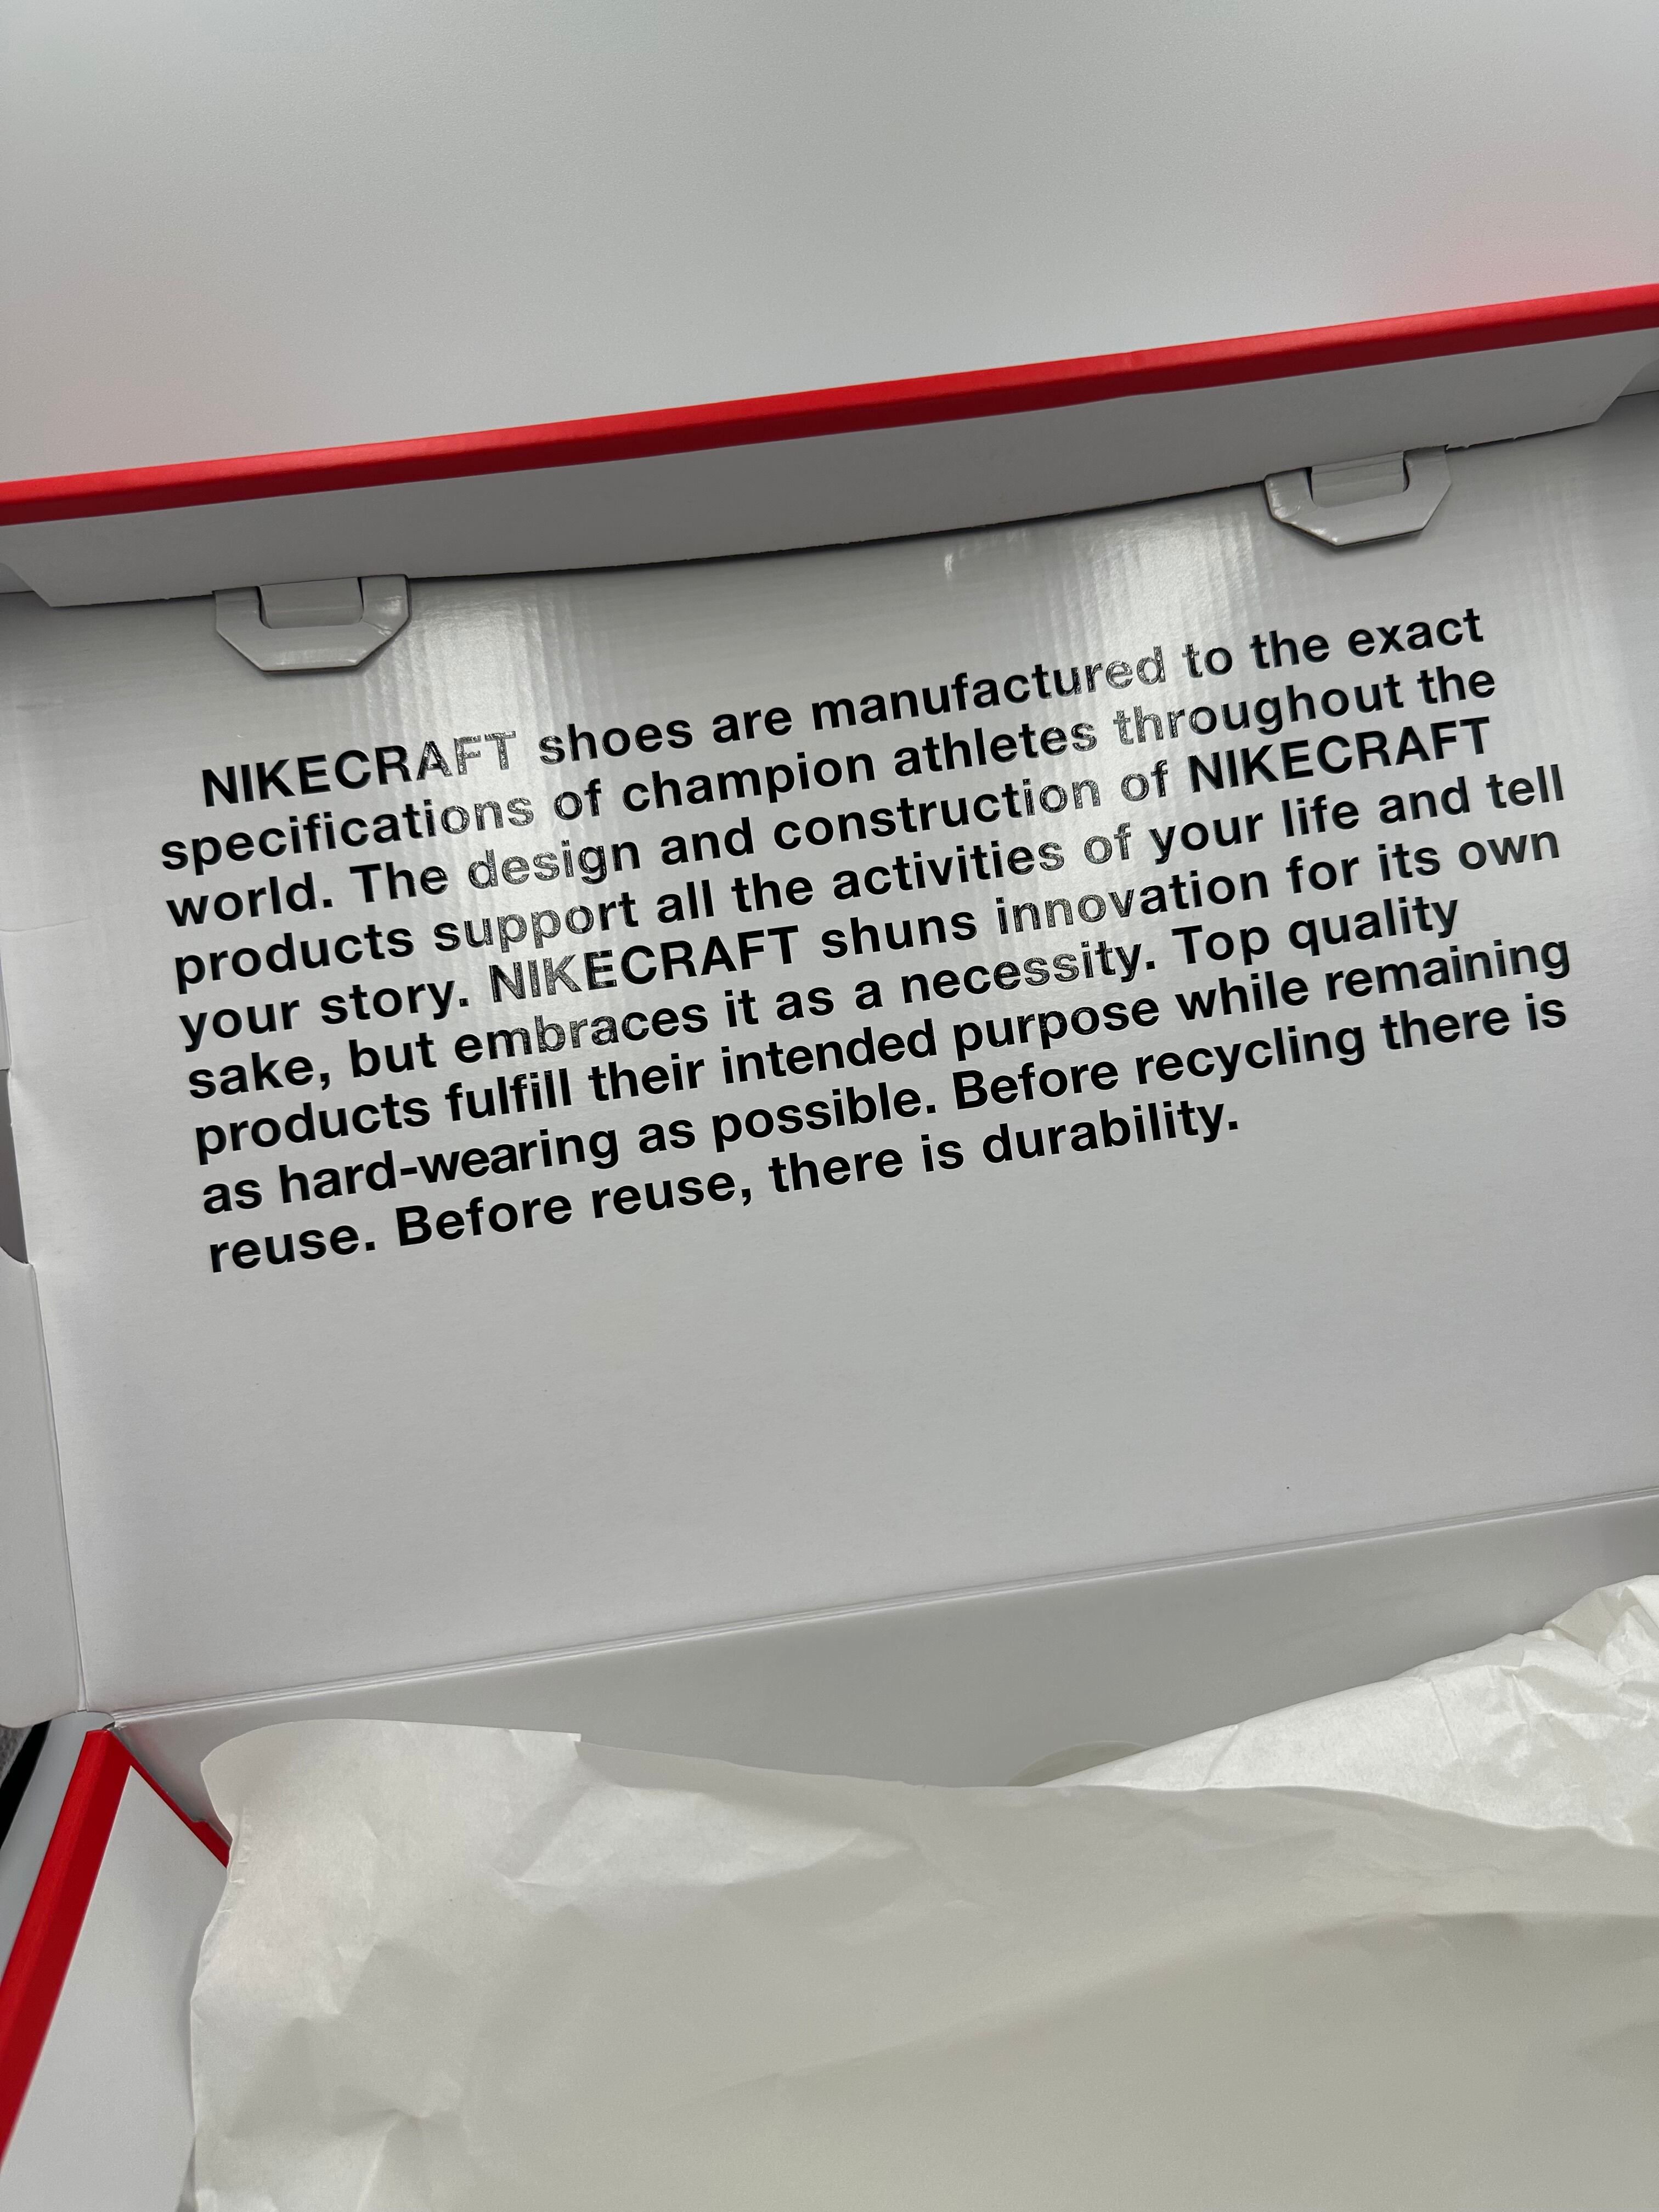 NIKECRAFT shoes are manufactured to the exact
specifications of champion athletes throughout the
world. The design and construction of NIKECRAFT
products support all the activities of your life and tell
your story. NIKECRAFT shuns innovation for its own
sake, but embraces it as a necessity. Top quality
products fulfill their intended purpose while remaining
as hard-wearing as possible. Before recycling there is
reuse. Before reuse, there is durability.